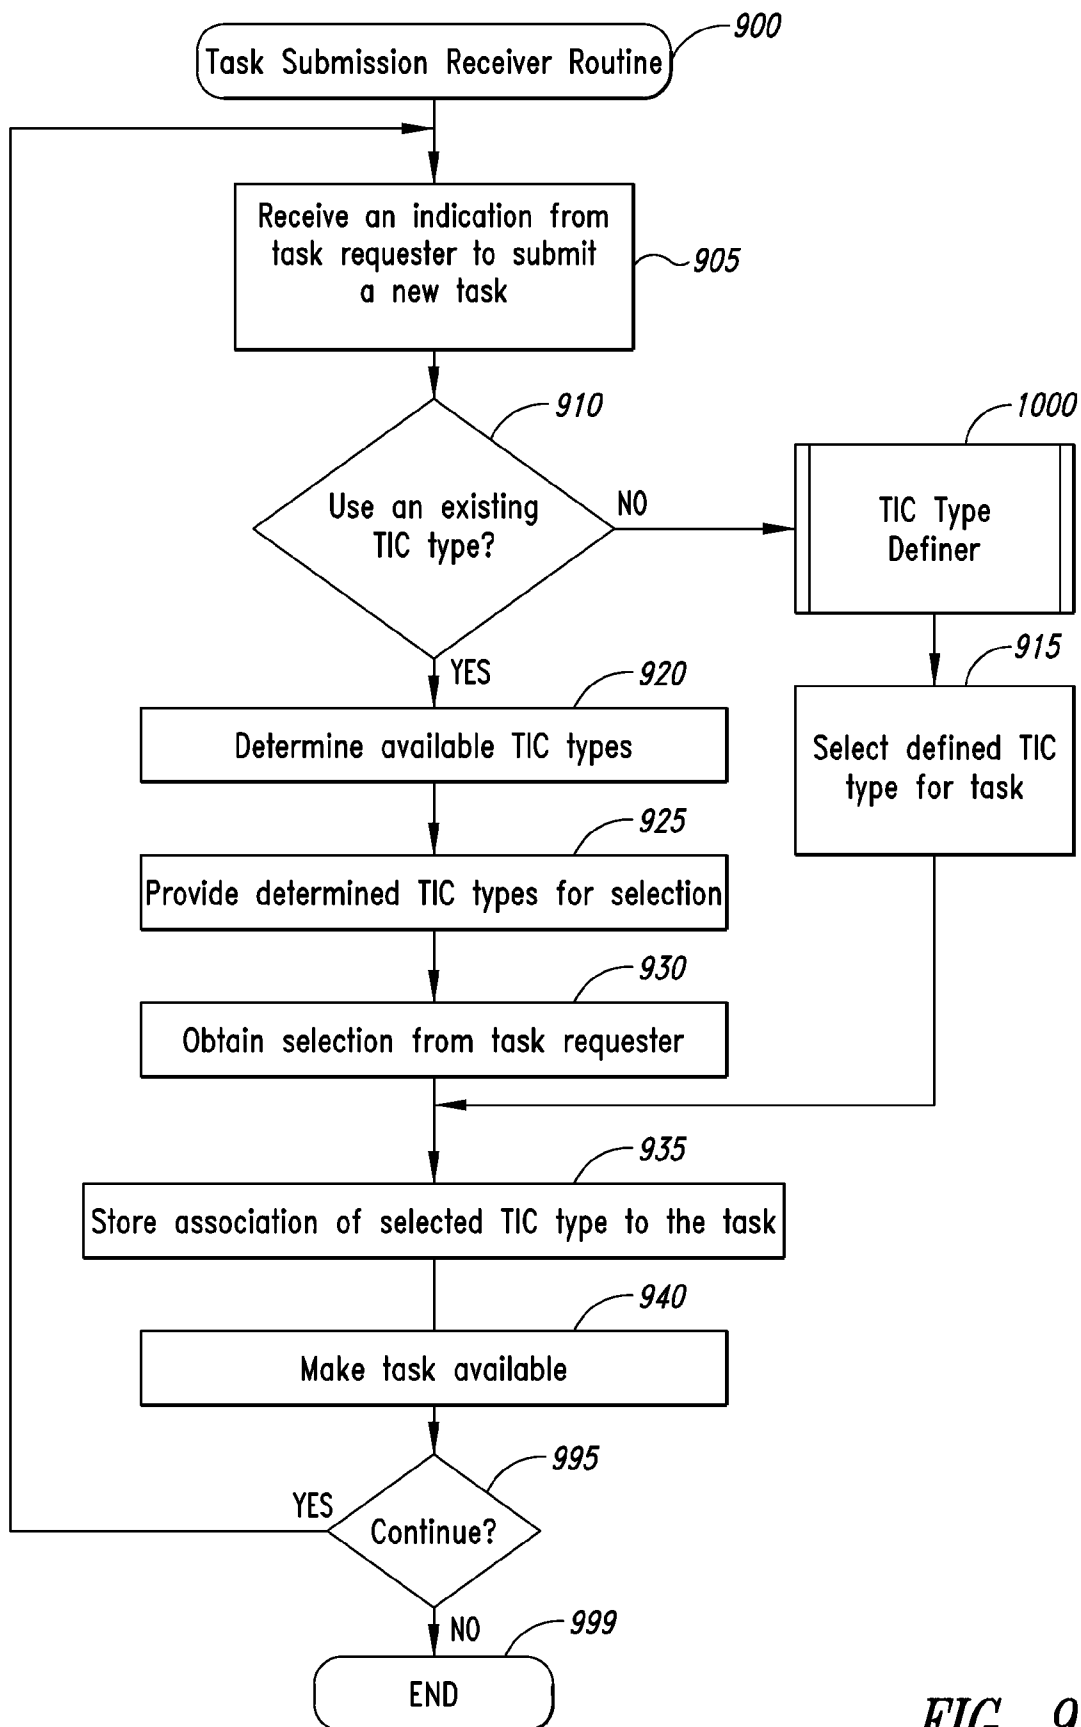 900
Task Submission Receiver Routine
Receive an indication from
task requester to submit
a new task
905
910
1000
Use an existing
TIC type?
NO
TIC Type
Definer
YES
915
920
Determine available TIC types
Select defined TIC
type for task
925
Provide determined TIC types for selection
930
Obtain selection from task requester
935
Store association of selected TIC type to the task
940
Make task available
995
YES
Continue?
NO
999
END
FIG. 9